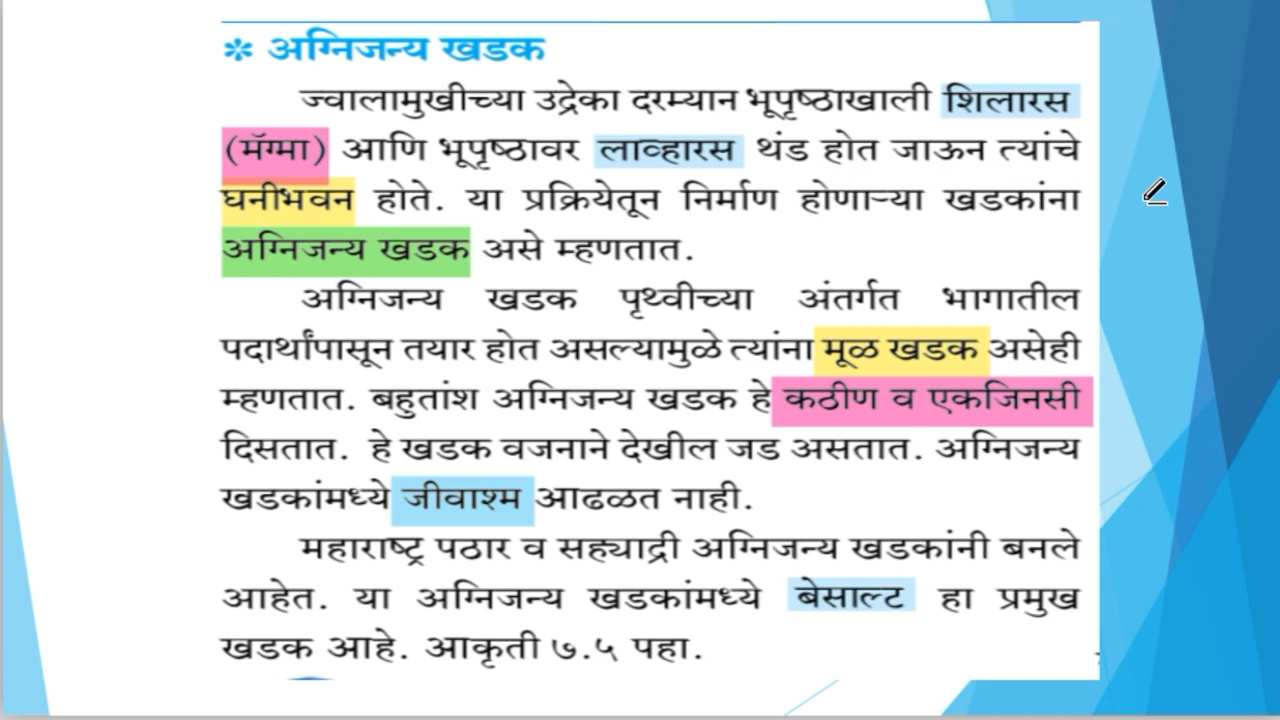 ✻ अग्निजन्य खडक
ज्वालामुखीच्या उद्रेका दरम्यान भूपृष्ठाखाली शिलारस
(मॅग्मा) आणि भूपृष्ठावर लाव्हारस थंड होत जाऊन त्यांचे
घनीभवन होते. या प्रक्रियेतून निर्माण होणाऱ्या खडकांना
अग्निजन्य खडक असे म्हणतात.
अग्निजन्य खडक पृथ्वीच्या अंतर्गत भागातील
पदार्थांपासून तयार होत असल्यामुळे त्यांना मूळ खडक असेही
म्हणतात. बहुतांश अग्निजन्य खडक हे कठीण व एकजिनसी
दिसतात. हे खडक वजनाने देखील जड असतात. अग्निजन्य
खडकांमध्ये जीवाश्म आढळत नाही.
महाराष्ट्र पठार व सह्याद्री अग्निजन्य खडकांनी बनले
आहेत. या अग्निजन्य खडकांमध्ये बेसाल्ट हा प्रमुख
खडक आहे. आकृती ७.५ पहा.